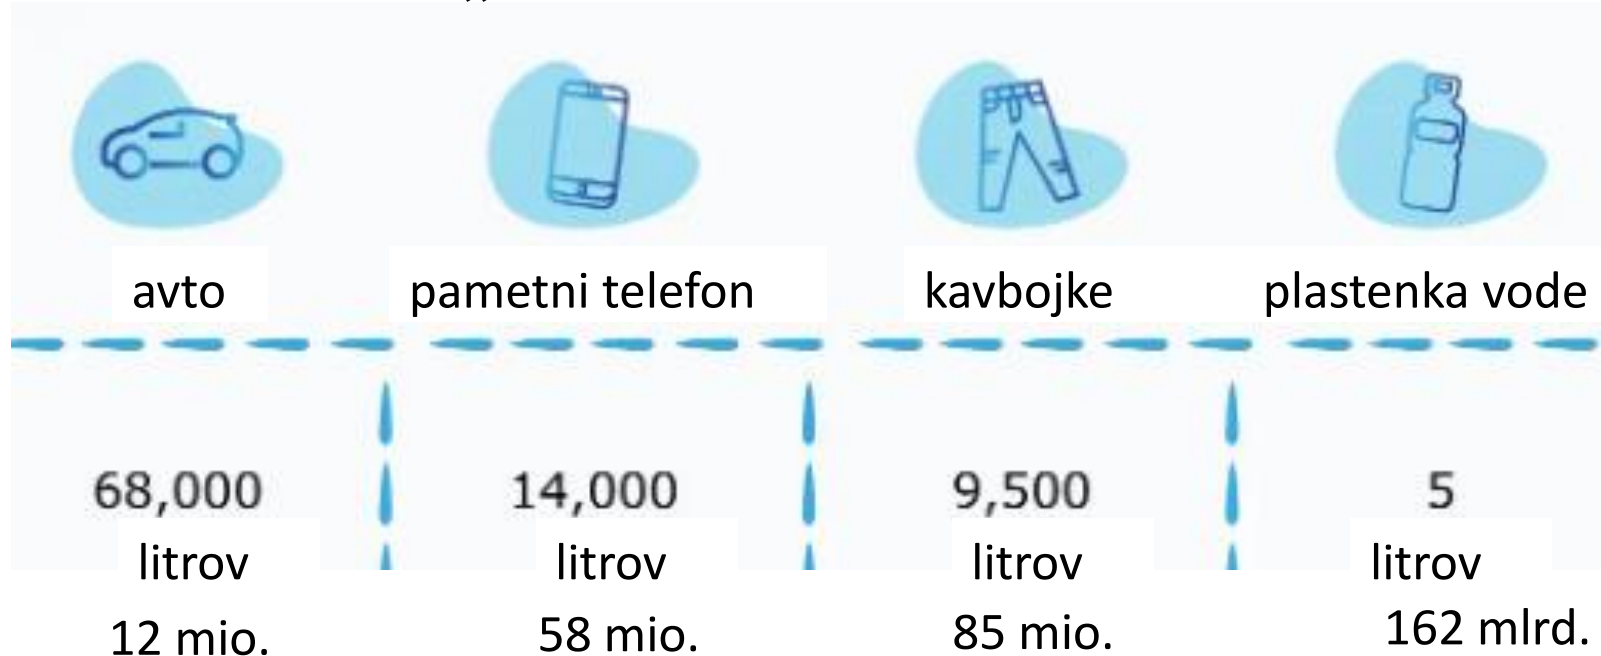 avto pametni telefon kavbojke plastenka vode
68,000 14,000 9,500 5
litrov litrov litrov litrov
12 mio. 58 mio. 85 mio. 162 mlrd.